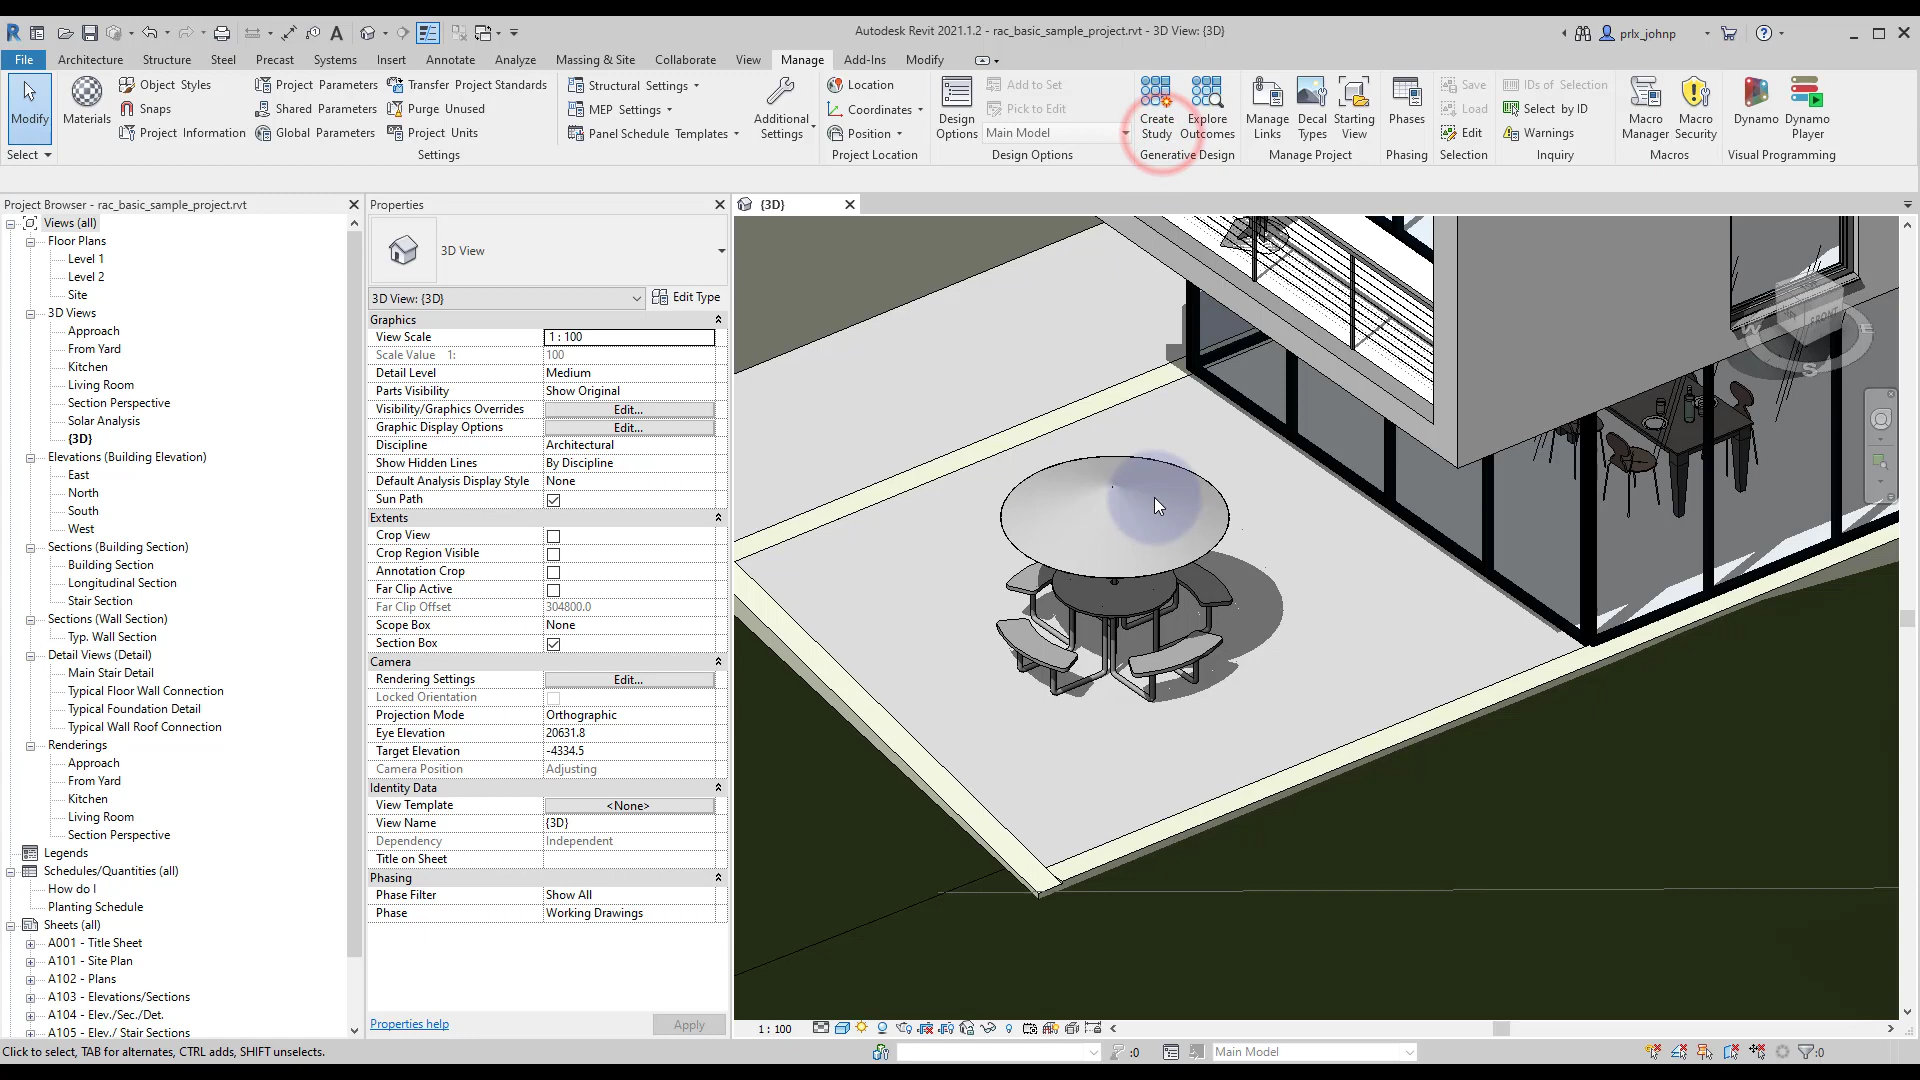 Autodesk Revit 2021.1.2 - rac_basic_sample_project.rvt - 3D View: {3D}
prlx_johnp
File Architecture Structure Steel Precast Systems Insert Annotate Analyze Massing & Site Collaborate View Manage Add-Ins Modify
Modify
Materials
Object Styles
Snaps
Project Information
Project Parameters
Shared Parameters
Global Parameters
Transfer Project Standards
Purge Unused
Project Units
Structural Settings
MEP Settings
Panel Schedule Templates
Additional Settings
Location
Coordinates
Position
Design Options
Add to Set
Pick to Edit
Main Model
Create Study
Explore Outcomes
Manage Links
Decal Types
Starting View
Phases
Save
Load
Edit
IDs of Selection
Select by ID
Warnings
Macro Manager
Macro Security
Dynamo
Dynamo Player
Select Settings Project Location Design Options Generative Design Manage Project Phasing Selection Inquiry Macros Visual Programming
Project Browser - rac_basic_sample_project.rvt
Views (all)
Floor Plans
Level 1
Level 2
Site
3D Views
Approach
From Yard
Kitchen
Living Room
Section Perspective
Solar Analysis
{3D}
Elevations (Building Elevation)
East
North
South
West
Sections (Building Section)
Building Section
Longitudinal Section
Stair Section
Sections (Wall Section)
Typ. Wall Section
Detail Views (Detail)
Main Stair Detail
Typical Floor Wall Connection
Typical Foundation Detail
Typical Wall Roof Connection
Renderings
Approach
From Yard
Kitchen
Living Room
Section Perspective
Legends
Schedules/Quantities (all)
How do I
Planting Schedule
Sheets (all)
A001 - Title Sheet
A101 - Site Plan
A102 - Plans
A103 - Elevations/Sections
A104 - Elev./Sec./Det.
A105 - Elev./ Stair Sections
Properties
3D View
3D View: {3D} Edit Type
Graphics
View Scale 1 : 100
Scale Value 1: 100
Detail Level Medium
Parts Visibility Show Original
Visibility/Graphics Overrides Edit...
Graphic Display Options Edit...
Discipline Architectural
Show Hidden Lines By Discipline
Default Analysis Display Style None
Sun Path
Extents
Crop View
Crop Region Visible
Annotation Crop
Far Clip Active
Far Clip Offset 304800.0
Scope Box None
Section Box
Camera
Rendering Settings Edit...
Locked Orientation
Projection Mode Orthographic
Eye Elevation 20631.8
Target Elevation -4334.5
Camera Position Adjusting
Identity Data
View Template <None>
View Name {3D}
Dependency Independent
Title on Sheet
Phasing
Phase Filter Show All
Phase Working Drawings
Properties help Apply
{3D}
FRONT
W
E
S
1 : 100
Click to select, TAB for alternates, CTRL adds, SHIFT unselects.
:0
Main Model
:0